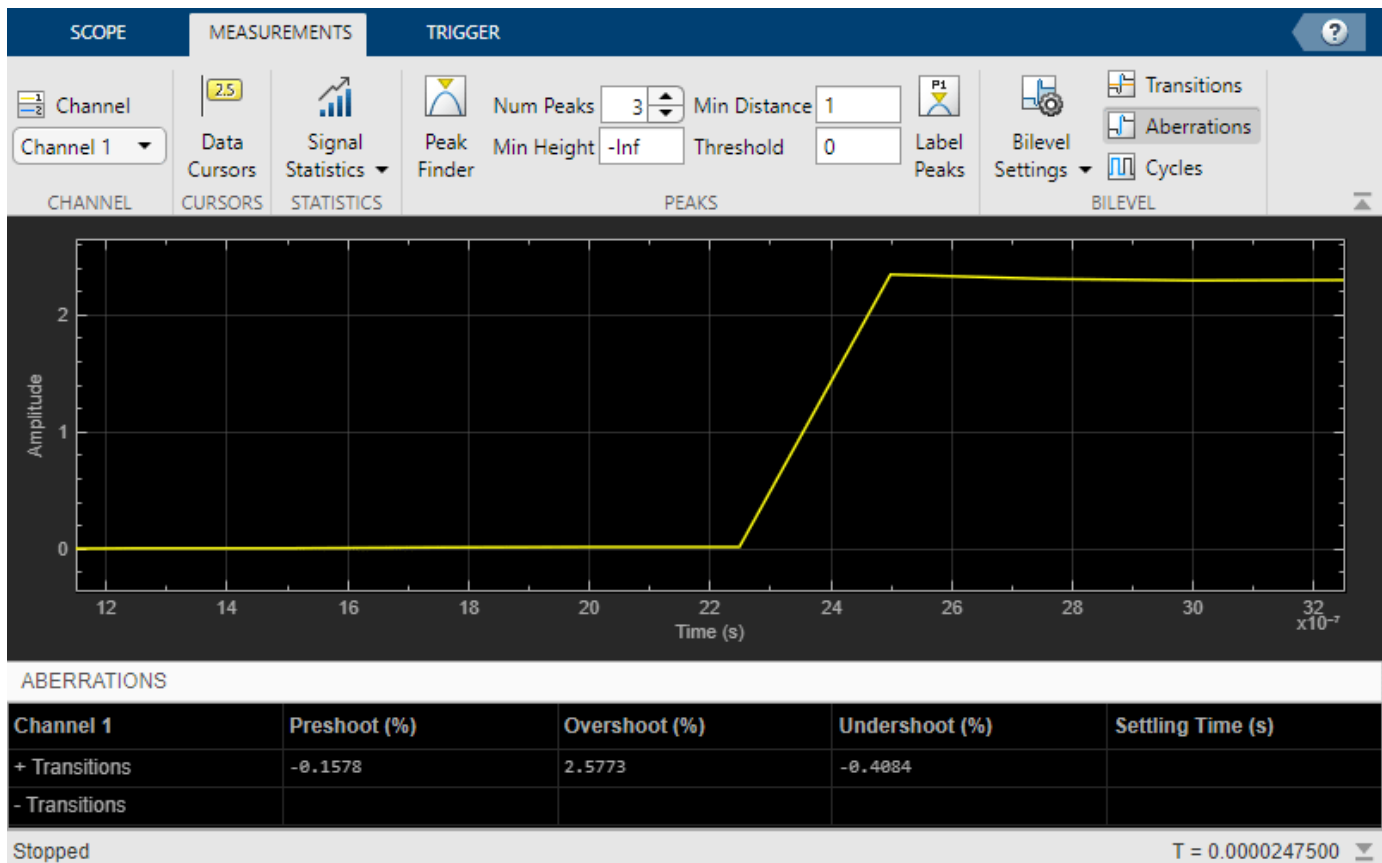 SCOPE MEASUREMENTS TRIGGER ?
1 2 Channel
Channel 1
CHANNEL
2.5
Data
Cursors
CURSORS
Signal
Statistics
STATISTICS
Peak
Finder
Num Peaks 3 Min Distance 1
Min Height -Inf Threshold 0
P1
Label
Peaks
PEAKS
Bilevel
Settings
Transitions
Aberrations
Cycles
BILEVEL
Amplitude
2
1
0
12 14 16 18 20 22 24 26 28 30 32
x10⁻⁷
Time (s)
ABERRATIONS
Channel 1 Preshoot (%) Overshoot (%) Undershoot (%) Settling Time (s)
+ Transitions -0.1578 2.5773 -0.4084
- Transitions
Stopped T = 0.0000247500